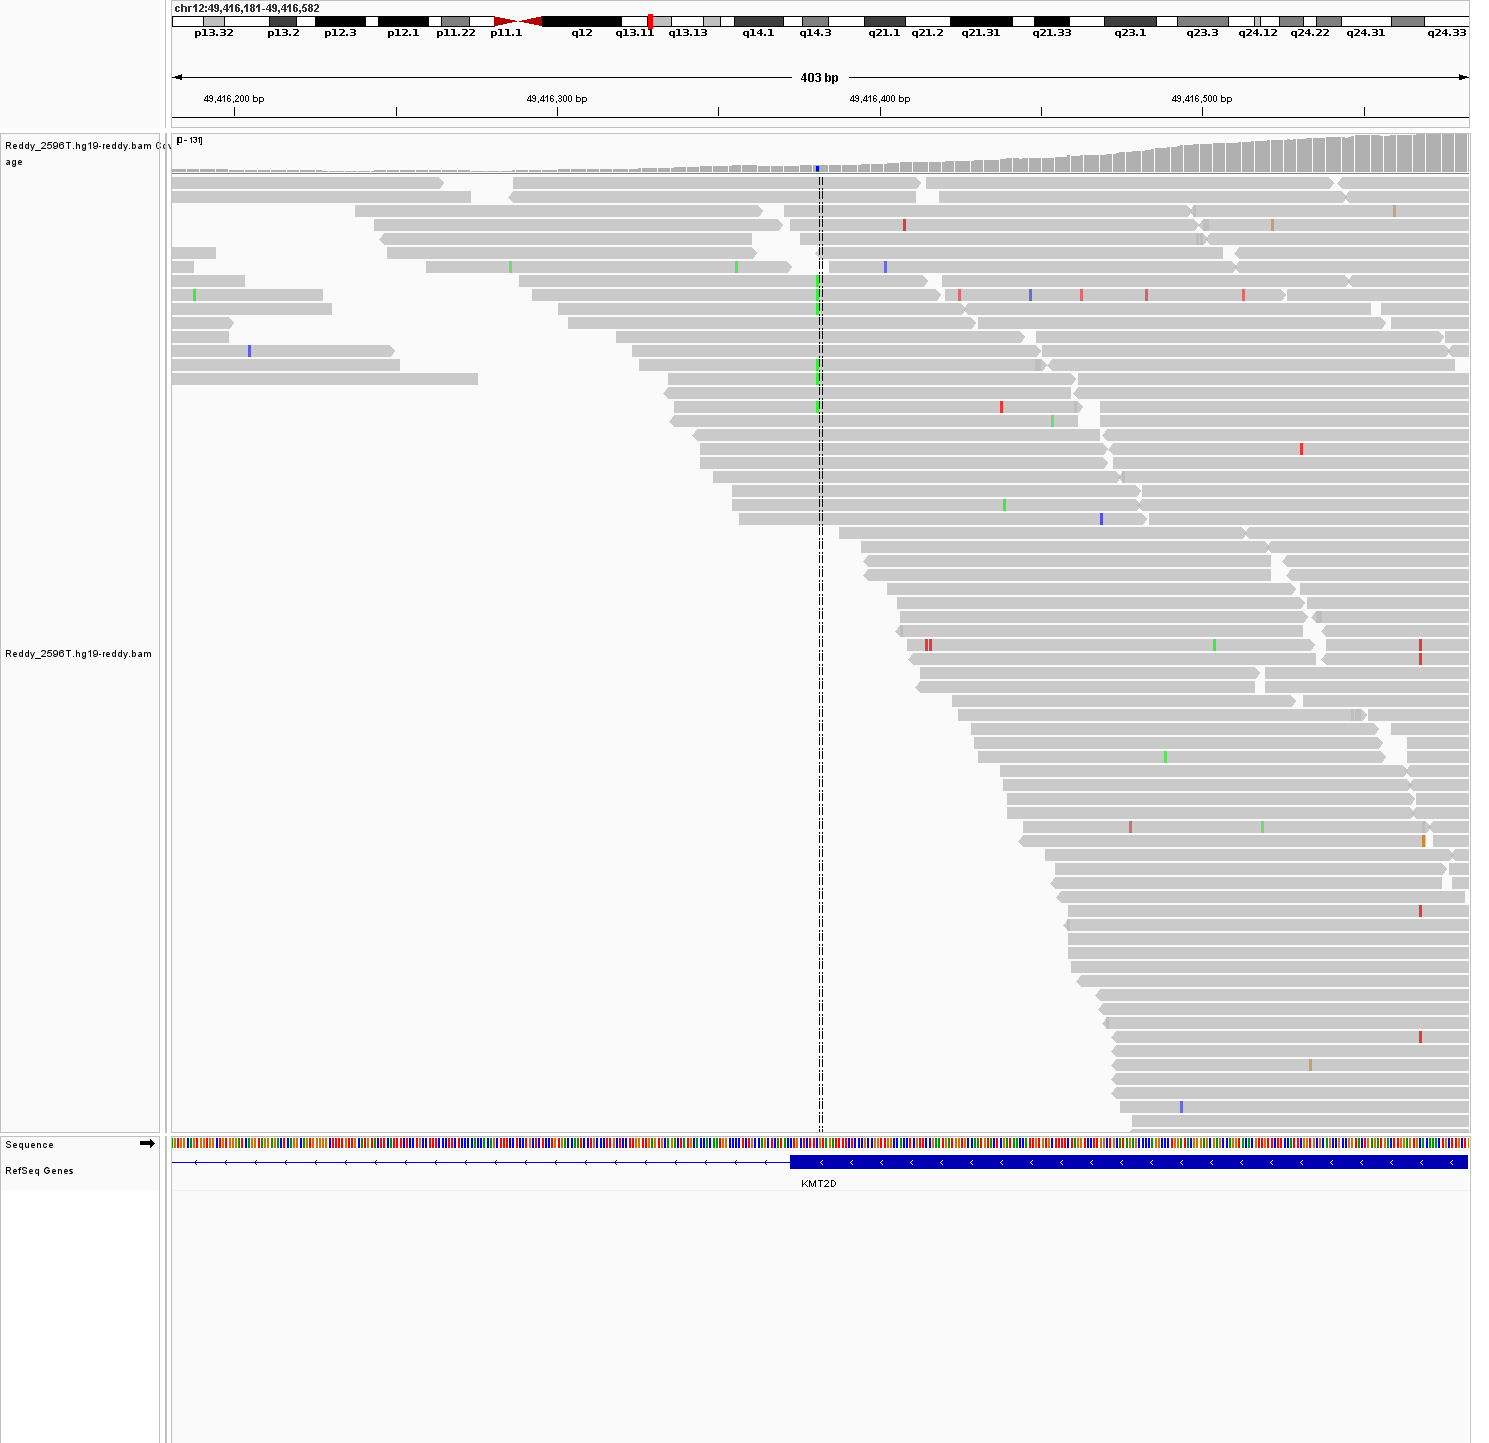 chr12:49,416,181-49,416,582
p13.32 p13.2 p12.3 p12.1 p11.22 p11.1 q12 q13.11 q13.13 q14.1 q14.3 q21.1 q21.2 q21.31 q21.33 q23.1 q23.3 q24.12 q24.22 q24.31 q24.33
403 bp
49,416,200 bp 49,416,300 bp 49,416,400 bp 49,416,500 bp
Reddy_2596T.hg19-reddy.bam Cov
age
[0 - 131]
Reddy_2596T.hg19-reddy.bam
Sequence
RefSeq Genes
KMT2D